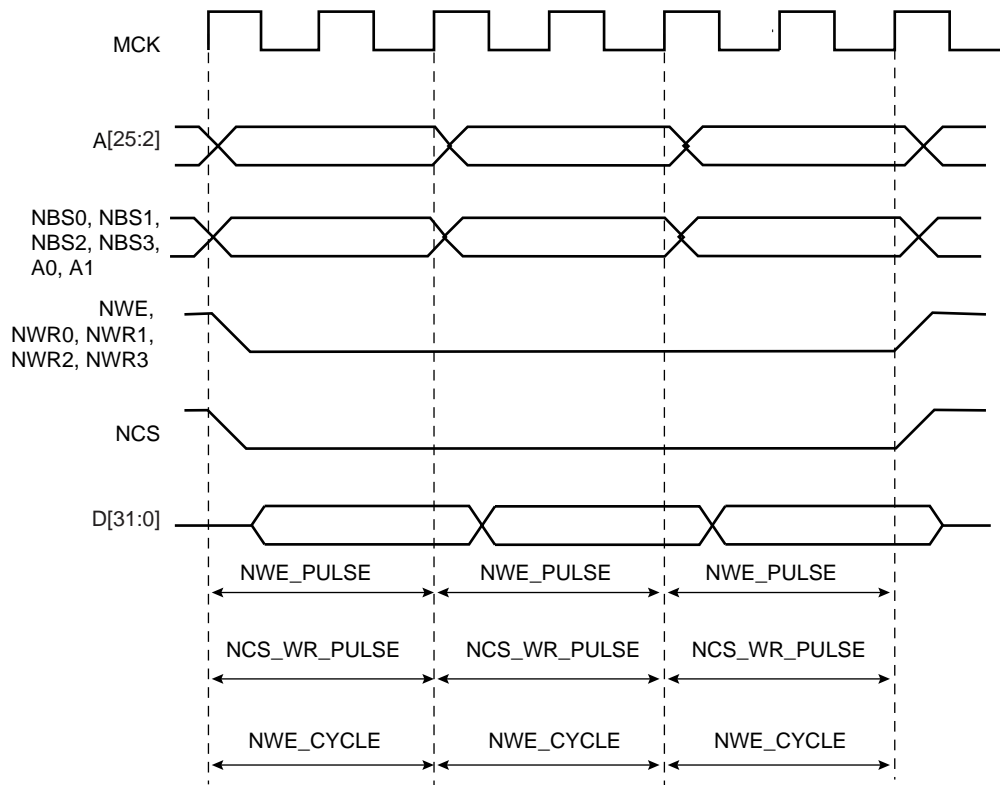 MCK
A[25:2]
NBS0, NBS1,
NBS2, NBS3,
A0, A1
NWE,
NWR0, NWR1,
NWR2, NWR3
NCS
D[31:0]
NWE_PULSE NWE_PULSE NWE_PULSE
NCS_WR_PULSE NCS_WR_PULSE NCS_WR_PULSE
NWE_CYCLE NWE_CYCLE NWE_CYCLE